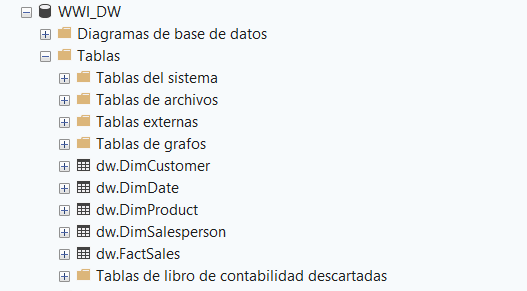 WWI_DW
Diagramas de base de datos
Tablas
Tablas del sistema
Tablas de archivos
Tablas externas
Tablas de grafos
dw.DimCustomer
dw.DimDate
dw.DimProduct
dw.DimSalesperson
dw.FactSales
Tablas de libro de contabilidad descartadas